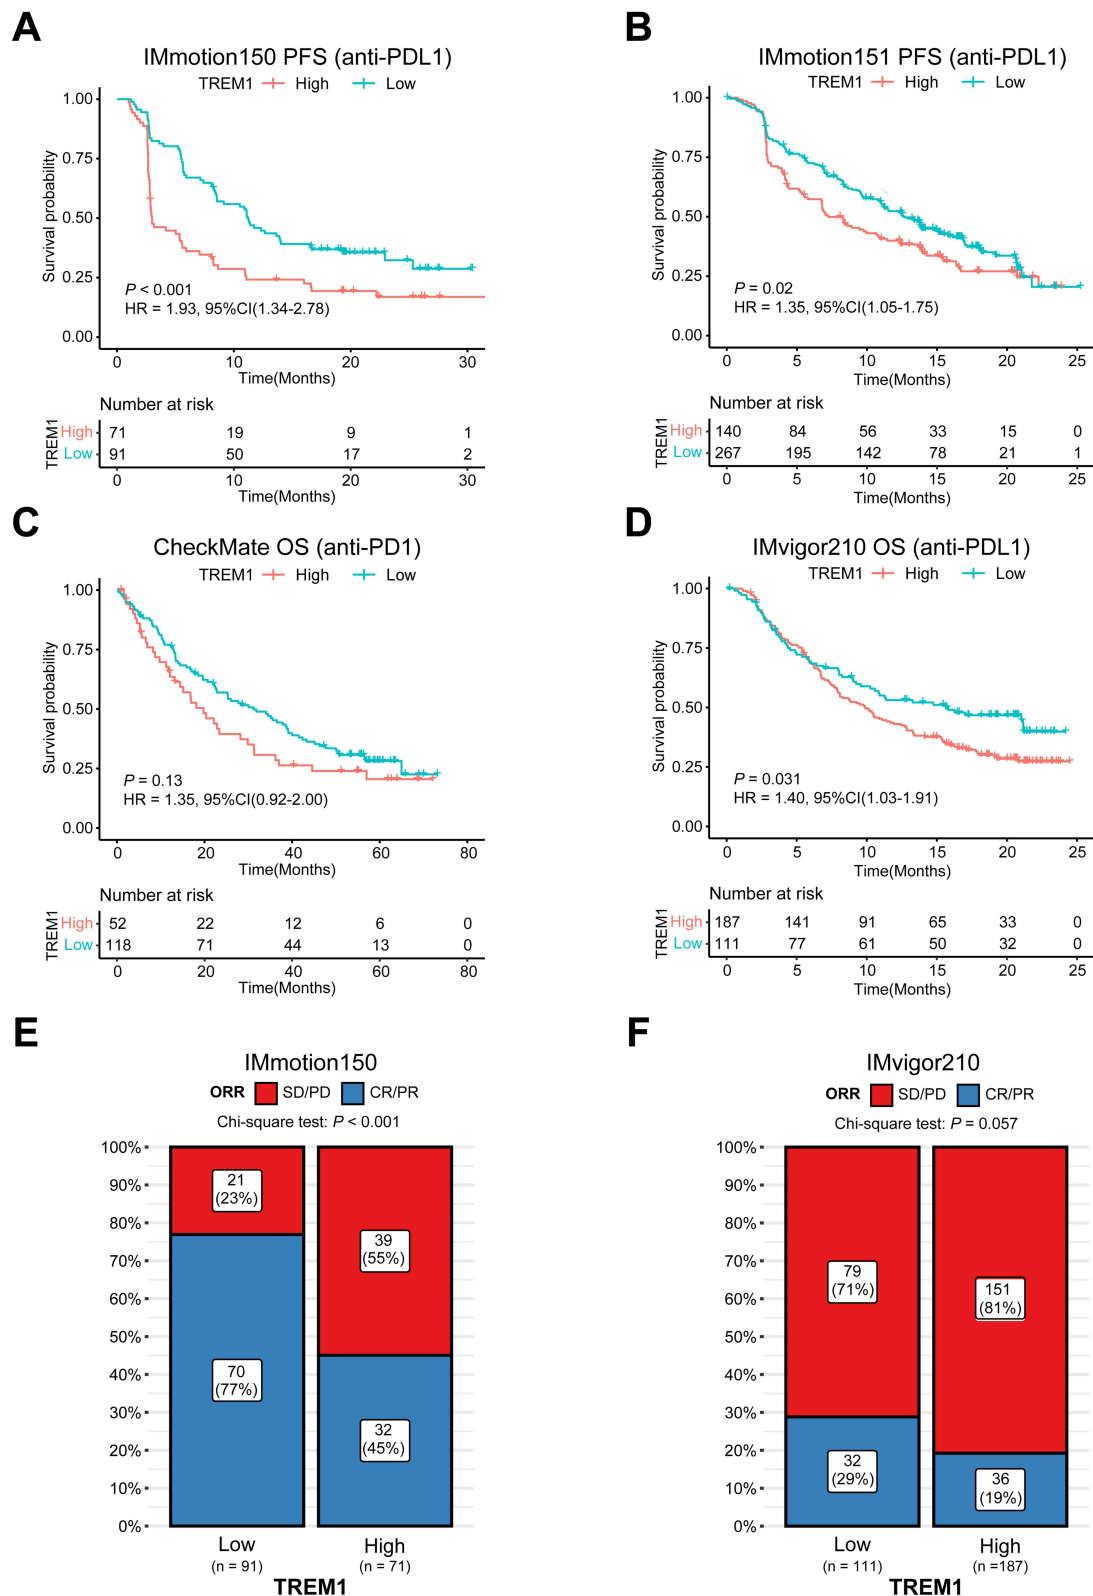 A
IMmotion150 PFS (anti-PDL1)
TREM1 High Low
Survival probability
1.00
0.75
0.50
0.25
0.00
P < 0.001
HR = 1.93, 95%CI(1.34-2.78)
0 10 20 30
Time(Months)
Number at risk
TREM1
High 71 19 9 1
Low 91 50 17 2
0 10 20 30
Time(Months)
B
IMmotion151 PFS (anti-PDL1)
TREM1 High Low
Survival probability
1.00
0.75
0.50
0.25
0.00
P = 0.02
HR = 1.35, 95%CI(1.05-1.75)
0 5 10 15 20 25
Time(Months)
Number at risk
TREM1
High 140 84 56 33 15 0
Low 267 195 142 78 21 1
0 5 10 15 20 25
Time(Months)
C
CheckMate OS (anti-PD1)
TREM1 High Low
Survival probability
1.00
0.75
0.50
0.25
0.00
P = 0.13
HR = 1.35, 95%CI(0.92-2.00)
0 20 40 60 80
Time(Months)
Number at risk
TREM1
High 52 22 12 6 0
Low 118 71 44 13 0
0 20 40 60 80
Time(Months)
D
IMvigor210 OS (anti-PDL1)
TREM1 High Low
Survival probability
1.00
0.75
0.50
0.25
0.00
P = 0.031
HR = 1.40, 95%CI(1.03-1.91)
0 5 10 15 20 25
Time(Months)
Number at risk
TREM1
High 187 141 91 65 33 0
Low 111 77 61 50 32 0
0 5 10 15 20 25
Time(Months)
E
IMmotion150
ORR SD/PD CR/PR
Chi-square test: P < 0.001
100%
90%
80%
70%
60%
50%
40%
30%
20%
10%
0%
21
(23%)
70
(77%)
39
(55%)
32
(45%)
Low High
(n = 91) (n = 71)
TREM1
F
IMvigor210
ORR SD/PD CR/PR
Chi-square test: P = 0.057
100%
90%
80%
70%
60%
50%
40%
30%
20%
10%
0%
79
(71%)
32
(29%)
151
(81%)
36
(19%)
Low High
(n = 111) (n =187)
TREM1